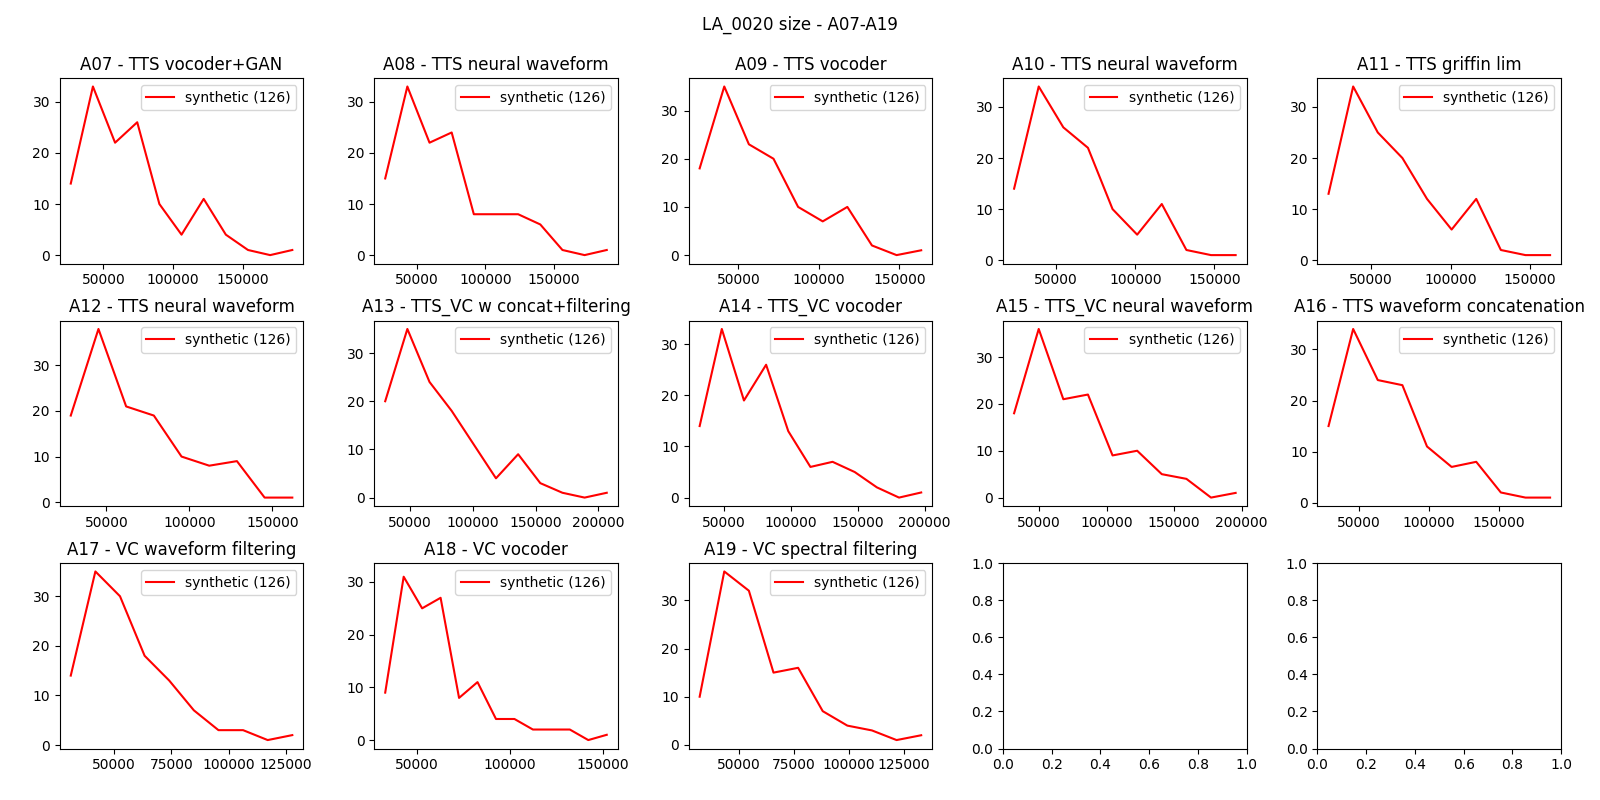 LA_0020 size - A07-A19
A07 - TTS vocoder+GAN
synthetic (126)
30
20
10
0
50000 100000 150000
A08 - TTS neural waveform
synthetic (126)
30
20
10
0
50000 100000 150000
A09 - TTS vocoder
synthetic (126)
30
20
10
0
50000 100000 150000
A10 - TTS neural waveform
synthetic (126)
30
20
10
0
50000 100000 150000
A11 - TTS griffin lim
synthetic (126)
30
20
10
0
50000 100000 150000
A12 - TTS neural waveform
synthetic (126)
30
20
10
0
50000 100000 150000
A13 - TTS_VC w concat+filtering
synthetic (126)
30
20
10
0
50000 100000 150000 200000
A14 - TTS_VC vocoder
synthetic (126)
30
20
10
0
50000 100000 150000 200000
A15 - TTS_VC neural waveform
synthetic (126)
30
20
10
0
50000 100000 150000 200000
A16 - TTS waveform concatenation
synthetic (126)
30
20
10
0
50000 100000 150000
A17 - VC waveform filtering
synthetic (126)
30
20
10
0
50000 75000 100000 125000
A18 - VC vocoder
synthetic (126)
30
20
10
0
50000 100000 150000
A19 - VC spectral filtering
synthetic (126)
30
20
10
0
50000 75000 100000 125000
1.0
0.8
0.6
0.4
0.2
0.0
0.0 0.2 0.4 0.6 0.8 1.0
1.0
0.8
0.6
0.4
0.2
0.0
0.0 0.2 0.4 0.6 0.8 1.0